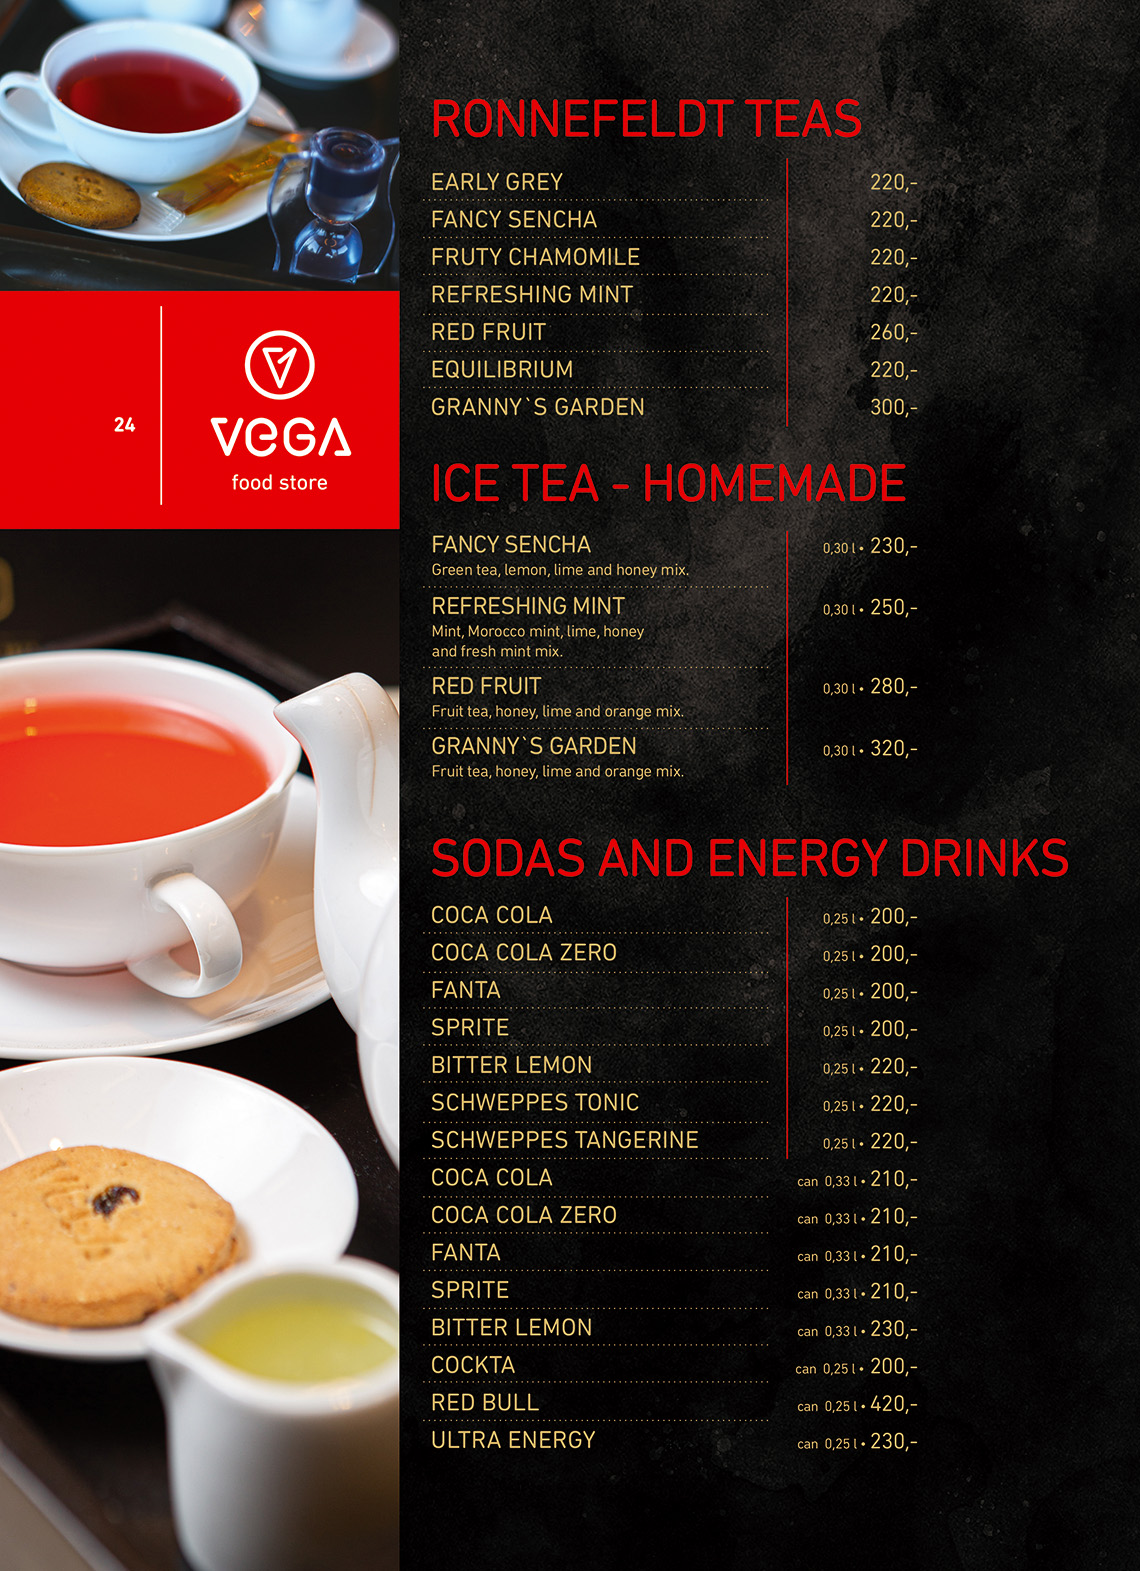 24
VEGA
food store
RONNEFELDT TEAS
EARLY GREY 220,-
FANCY SENCHA 220,-
FRUTY CHAMOMILE 220,-
REFRESHING MINT 220,-
RED FRUIT 260,-
EQUILIBRIUM 220,-
GRANNY`S GARDEN 300,-
ICE TEA - HOMEMADE
FANCY SENCHA 0,30 l • 230,-
Green tea, lemon, lime and honey mix.
REFRESHING MINT 0,30 l • 250,-
Mint, Morocco mint, lime, honey
and fresh mint mix.
RED FRUIT 0,30 l • 280,-
Fruit tea, honey, lime and orange mix.
GRANNY`S GARDEN 0,30 l • 320,-
Fruit tea, honey, lime and orange mix.
SODAS AND ENERGY DRINKS
COCA COLA 0,25 l • 200,-
COCA COLA ZERO 0,25 l • 200,-
FANTA 0,25 l • 200,-
SPRITE 0,25 l • 200,-
BITTER LEMON 0,25 l • 220,-
SCHWEPPES TONIC 0,25 l • 220,-
SCHWEPPES TANGERINE 0,25 l • 220,-
COCA COLA can 0,33 l • 210,-
COCA COLA ZERO can 0,33 l • 210,-
FANTA can 0,33 l • 210,-
SPRITE can 0,33 l • 210,-
BITTER LEMON can 0,33 l • 230,-
COCKTA can 0,25 l • 200,-
RED BULL can 0,25 l • 420,-
ULTRA ENERGY can 0,25 l • 230,-